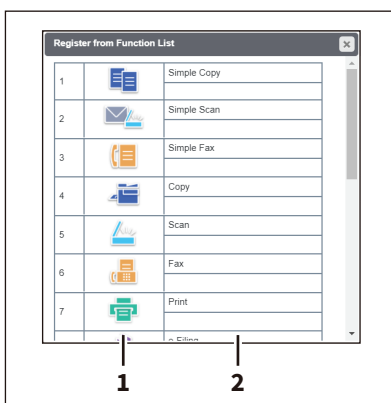 Register from Function List
1 Simple Copy
2 Simple Scan
3 Simple Fax
4 Copy
5 Scan
6 Fax
7 Print
e-Filing
1 2